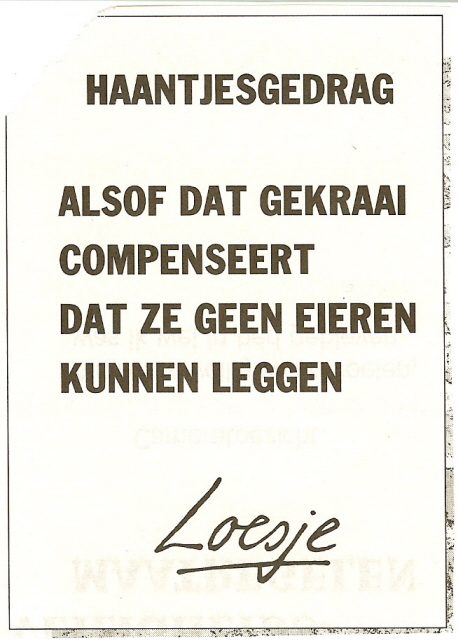 HAANTJESGEDRAG
ALSOF DAT GEKRAAI
COMPENSEERT
DAT ZE GEEN EIEREN
KUNNEN LEGGEN
Loesje